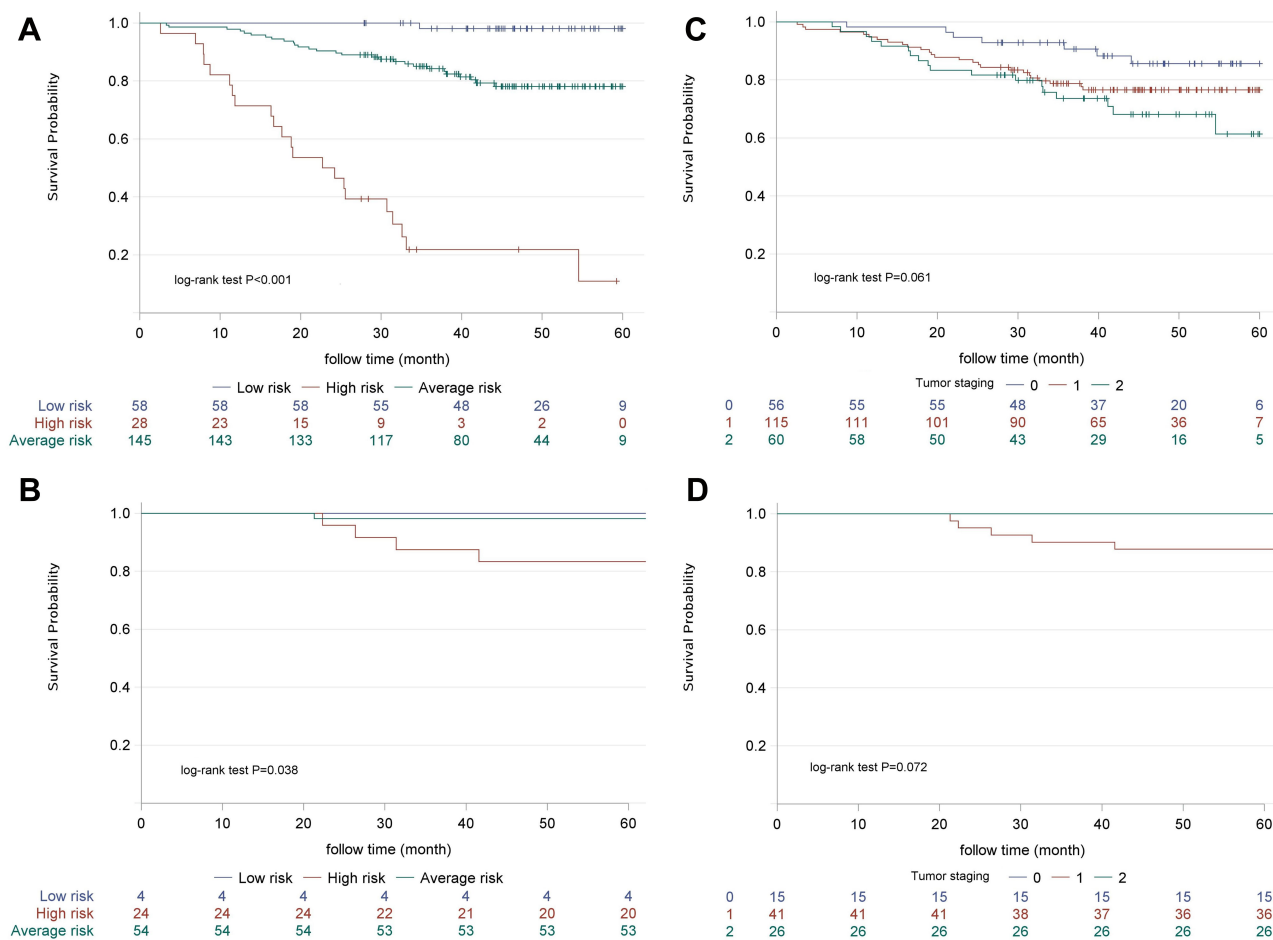 A
Survival Probability
1.0
0.8
0.6
0.4
0.2
log-rank test P<0.001
0 10 20 30 40 50 60
follow time (month)
Low risk High risk Average risk
Low risk 58 58 58 55 48 26 9
High risk 28 23 15 9 3 2 0
Average risk 145 143 133 117 80 44 9
B
Survival Probability
1.0
0.8
0.6
0.4
0.2
log-rank test P=0.038
0 10 20 30 40 50 60
follow time (month)
Low risk High risk Average risk
Low risk 4 4 4 4 4 4 4
High risk 24 24 24 22 21 20 20
Average risk 54 54 54 53 53 53 53
C
Survival Probability
1.0
0.8
0.6
0.4
0.2
log-rank test P=0.061
0 10 20 30 40 50 60
follow time (month)
Tumor staging 0 1 2
0 56 55 55 48 37 20 6
1 115 111 101 90 65 36 7
2 60 58 50 43 29 16 5
D
Survival Probability
1.0
0.8
0.6
0.4
0.2
log-rank test P=0.072
0 10 20 30 40 50 60
follow time (month)
Tumor staging 0 1 2
0 15 15 15 15 15 15 15
1 41 41 41 38 37 36 36
2 26 26 26 26 26 26 26